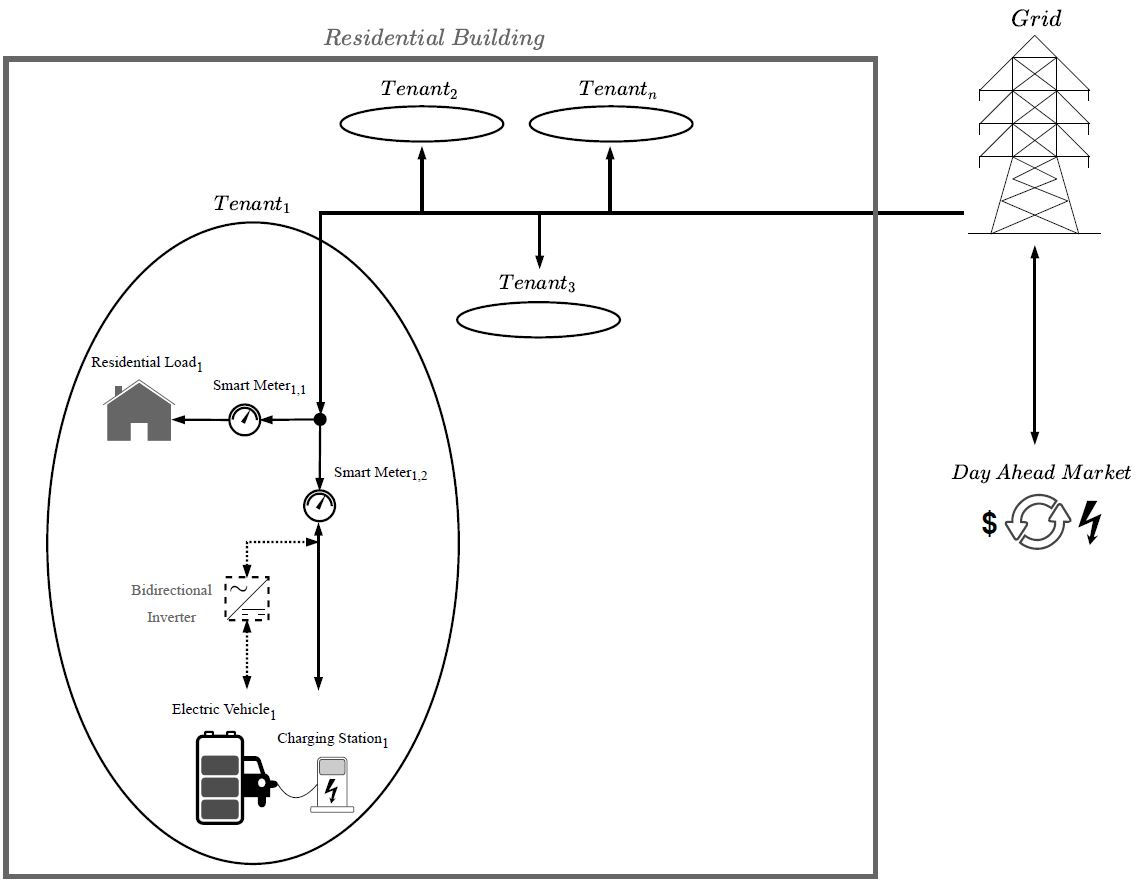 Grid
Residential Building
Tenant₂
Tenantₙ
Tenant₁
Tenant₃
Residential Load₁
Smart Meter₁,₁
Smart Meter₁,₂
Day Ahead Market
$
Bidirectional
Inverter
Electric Vehicle₁
Charging Station₁